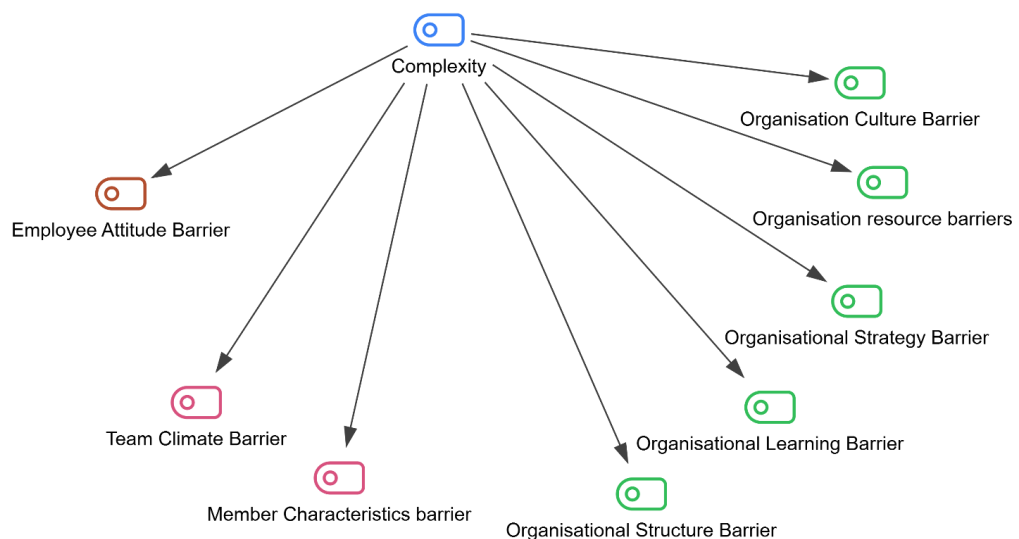 Complexity
Organisation Culture Barrier
Organisation resource barriers
Employee Attitude Barrier
Organisational Strategy Barrier
Team Climate Barrier
Organisational Learning Barrier
Member Characteristics barrier
Organisational Structure Barrier